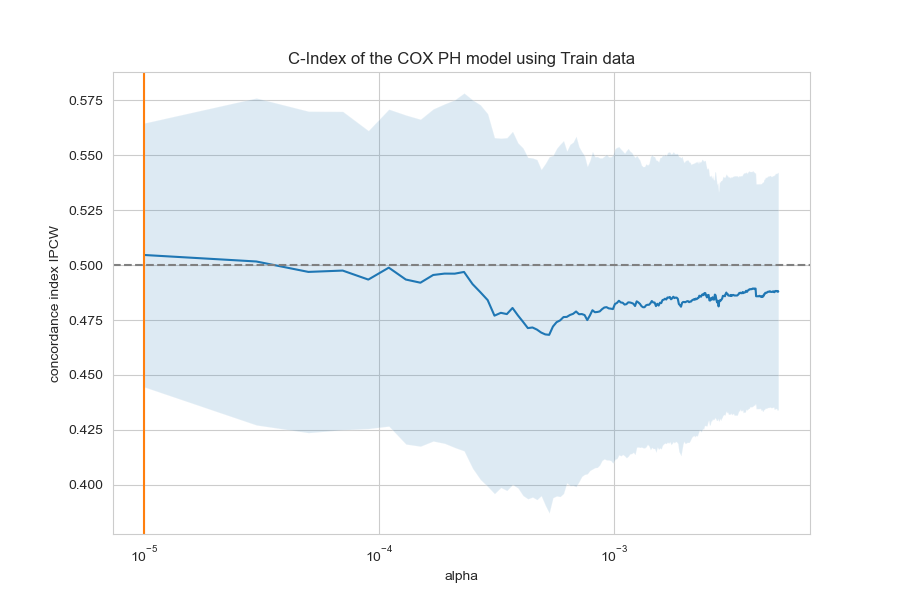 C-Index of the COX PH model using Train data
concordance index IPCW
0.575
0.550
0.525
0.500
0.475
0.450
0.425
0.400
10⁻⁵ 10⁻⁴ 10⁻³
alpha